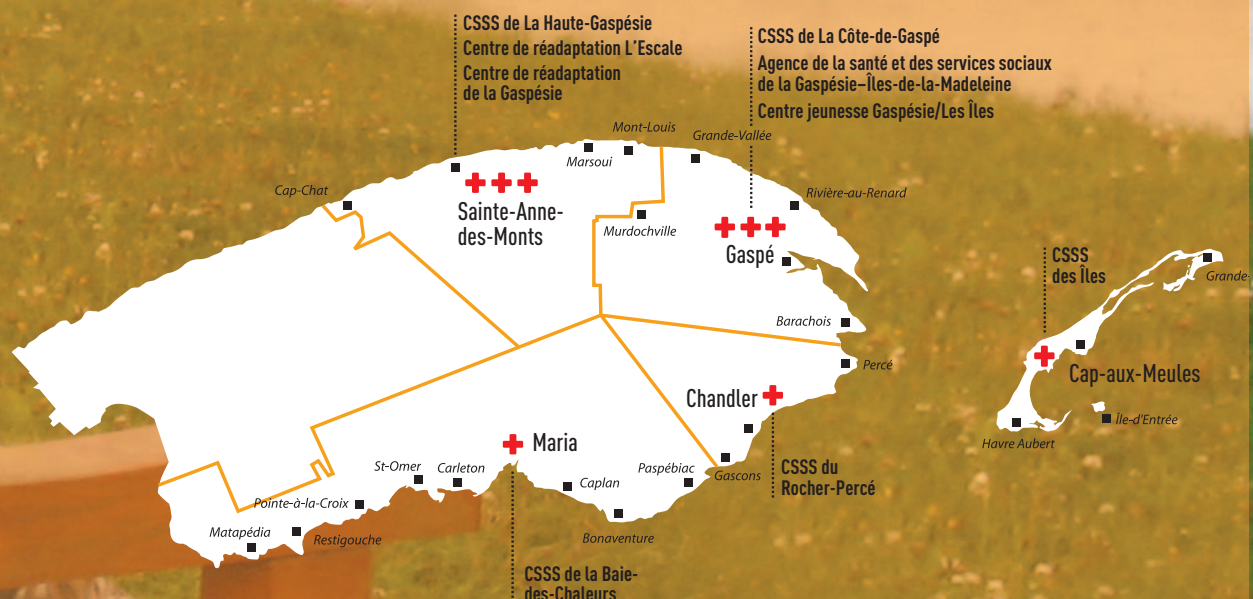 CSSS de La Haute-Gaspésie
Centre de réadaptation L'Escale
Centre de réadaptation
de la Gaspésie
CSSS de La Côte-de-Gaspé
Agence de la santé et des services sociaux
de la Gaspésie–Îles-de-la-Madeleine
Centre jeunesse Gaspésie/Les Îles
Mont-Louis
Grande-Vallée
Marsoui
Cap-Chat
Rivière-au-Renard
Sainte-Anne-
des-Monts
Murdochville
Gaspé
CSSS
des Îles
Grande-
Barachois
Percé
Cap-aux-Meules
Chandler
Île-d'Entrée
Havre Aubert
Maria
St-Omer
Carleton
Paspébiac
Gascons
CSSS du
Rocher-Percé
Caplan
Pointe-à-la-Croix
Matapédia
Restigouche
Bonaventure
CSSS de la Baie-
des-Chaleurs